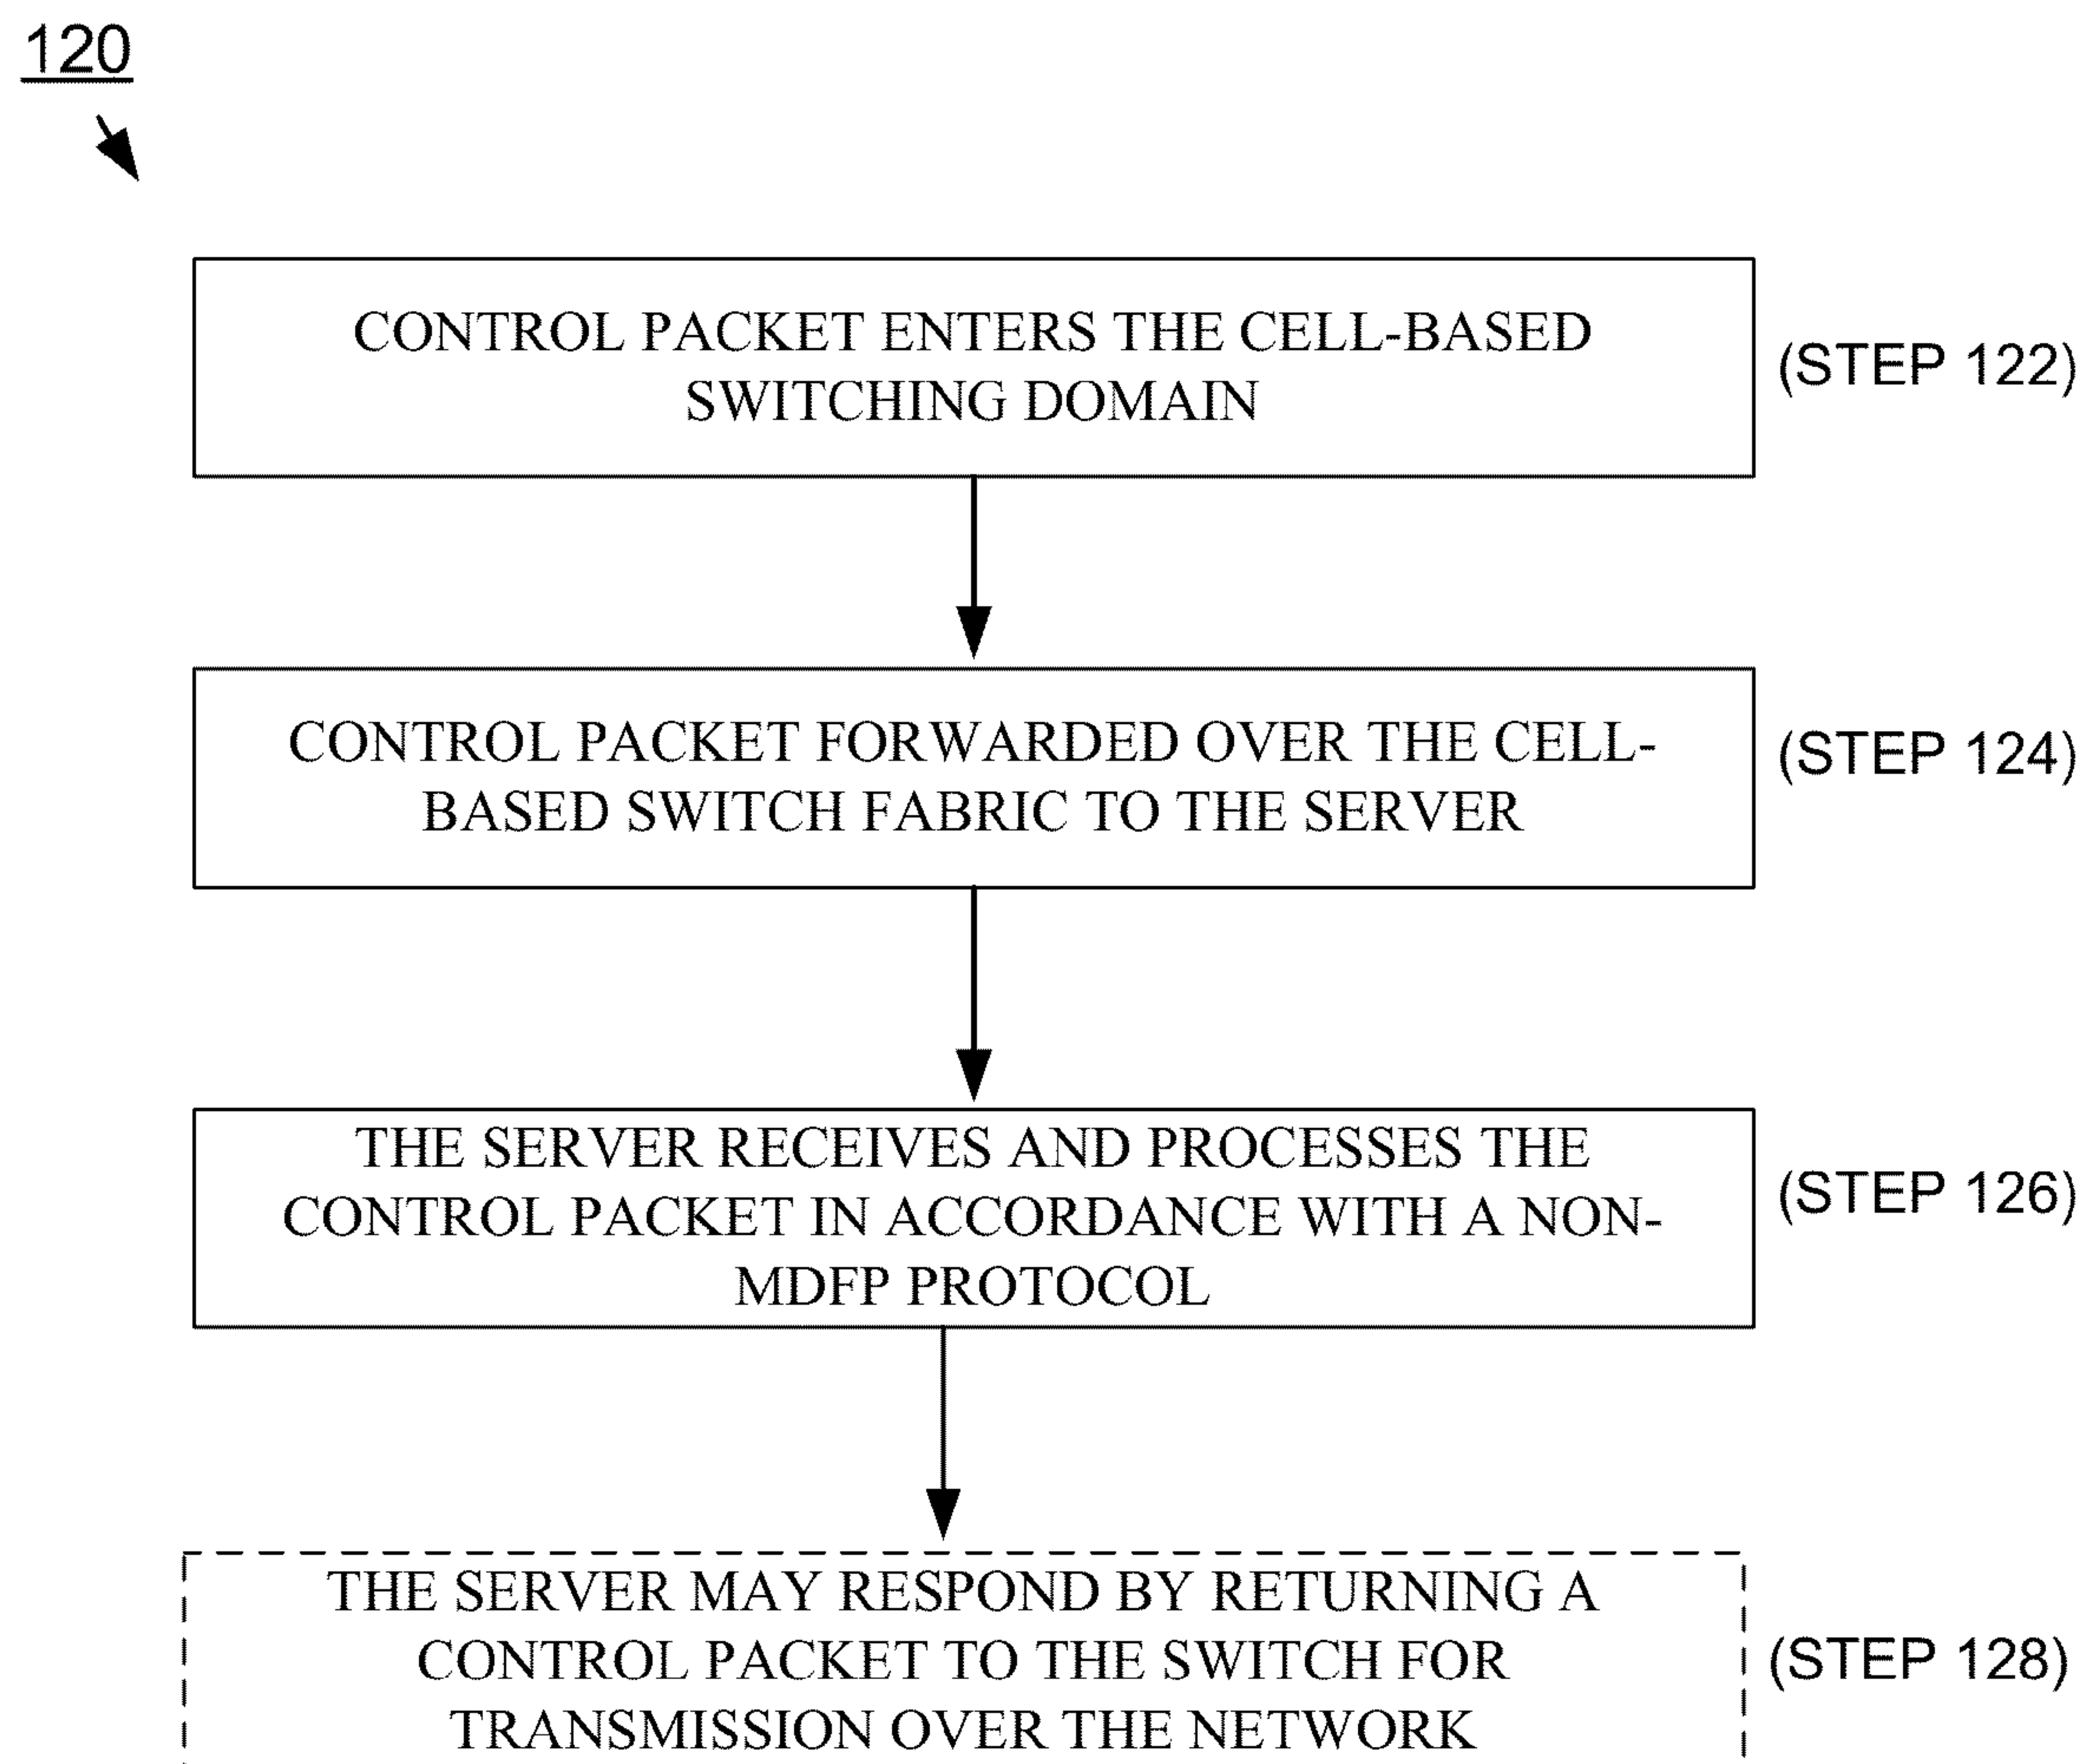 120
CONTROL PACKET ENTERS THE CELL-BASED
SWITCHING DOMAIN
(STEP 122)
CONTROL PACKET FORWARDED OVER THE CELL-
BASED SWITCH FABRIC TO THE SERVER
(STEP 124)
THE SERVER RECEIVES AND PROCESSES THE
CONTROL PACKET IN ACCORDANCE WITH A NON-
MDFP PROTOCOL
(STEP 126)
THE SERVER MAY RESPOND BY RETURNING A
CONTROL PACKET TO THE SWITCH FOR
TRANSMISSION OVER THE NETWORK
(STEP 128)